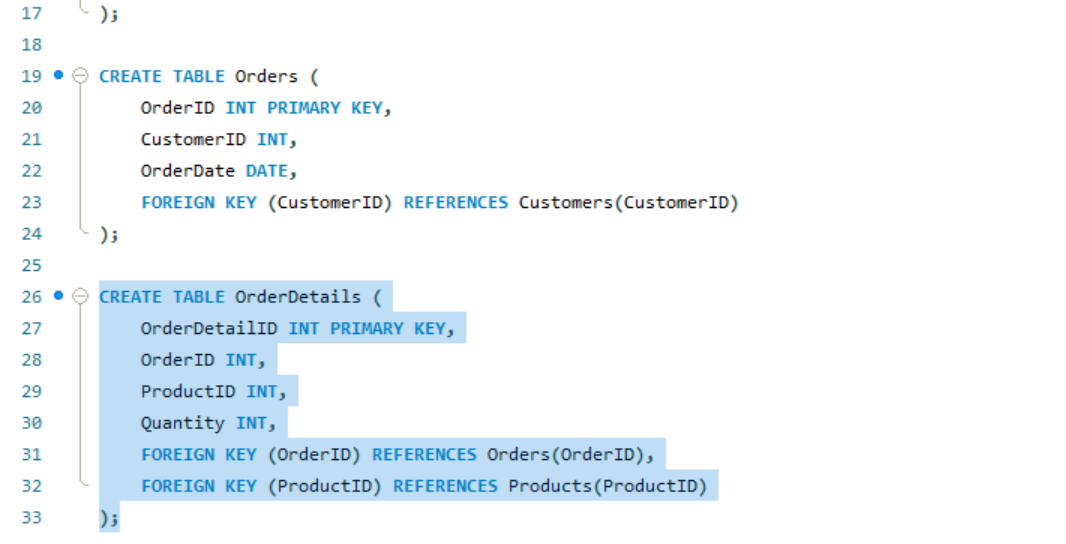 17 );
18
19 CREATE TABLE Orders (
20 OrderID INT PRIMARY KEY,
21 CustomerID INT,
22 OrderDate DATE,
23 FOREIGN KEY (CustomerID) REFERENCES Customers(CustomerID)
24 );
25
26 CREATE TABLE OrderDetails (
27 OrderDetailID INT PRIMARY KEY,
28 OrderID INT,
29 ProductID INT,
30 Quantity INT,
31 FOREIGN KEY (OrderID) REFERENCES Orders(OrderID),
32 FOREIGN KEY (ProductID) REFERENCES Products(ProductID)
33 );